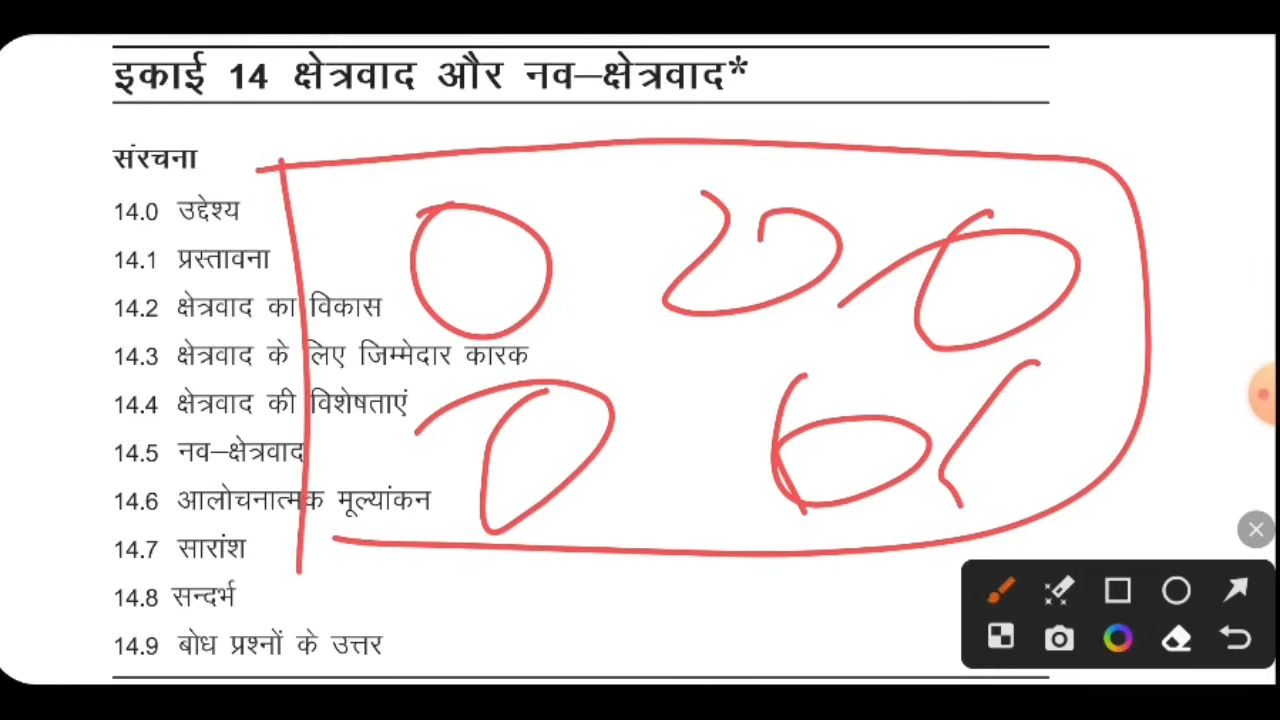 इकाई 14 क्षेत्रवाद और नव–क्षेत्रवाद*
संरचना
14.0 उद्देश्य
14.1 प्रस्तावना
14.2 क्षेत्रवाद का विकास
14.3 क्षेत्रवाद के लिए जिम्मेदार कारक
14.4 क्षेत्रवाद की विशेषताएं
14.5 नव–क्षेत्रवाद
14.6 आलोचनात्मक मूल्यांकन
14.7 सारांश
14.8 सन्दर्भ
14.9 बोध प्रश्नों के उत्तर